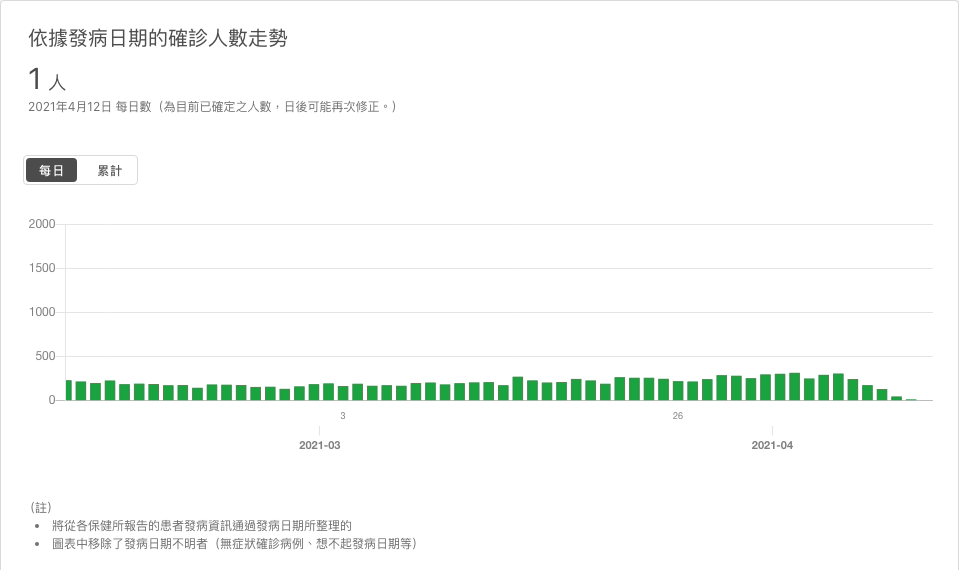 依據發病日期的確診人數走勢
1 人
2021年4月12日 每日數（為目前已確定之人數，日後可能再次修正。）
每日 累計
2000
1500
1000
500
0
3 26
2021-03 2021-04
（註）
• 將從各保健所報告的患者發病資訊通過發病日期所整理的
• 圖表中移除了發病日期不明者（無症狀確診病例、想不起發病日期等）